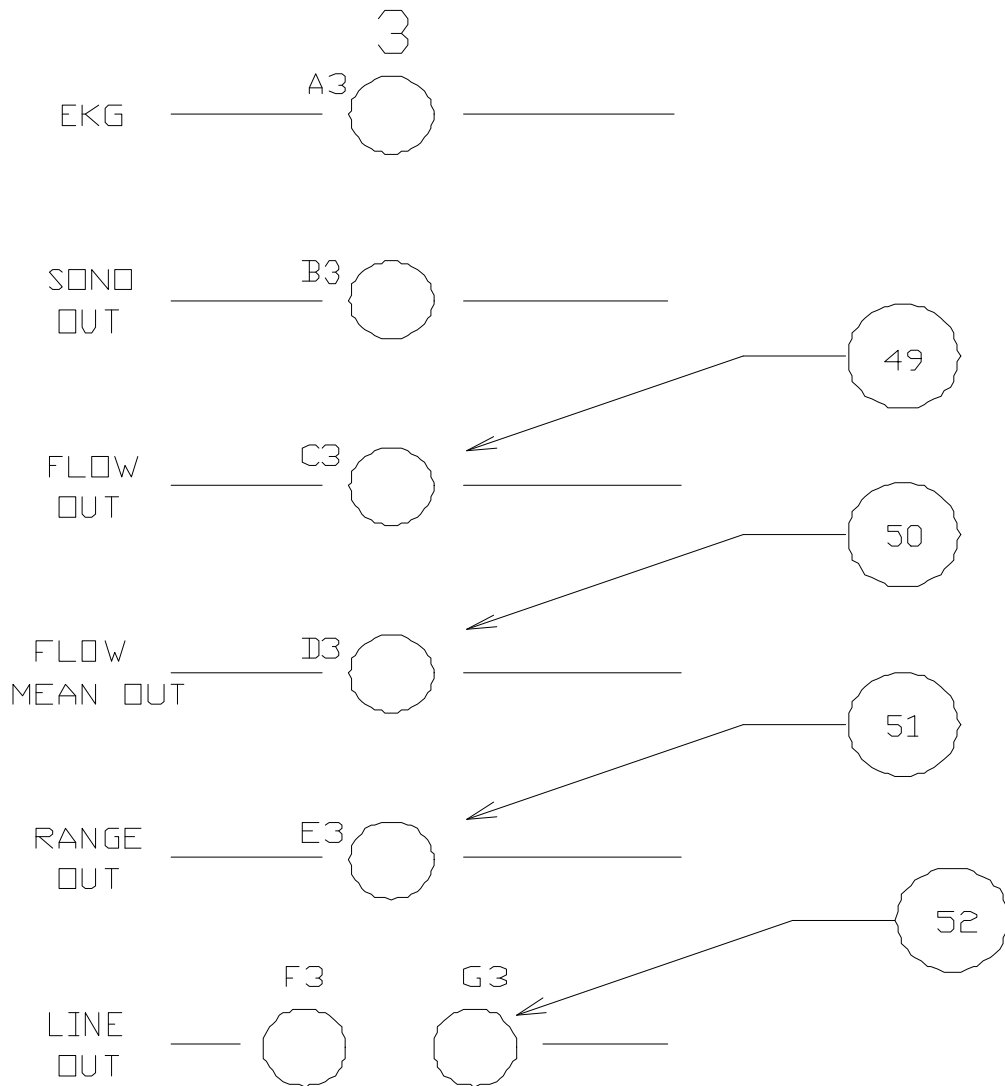 3
A3
EKG
B3
SONO
OUT
49
C3
FLOW
OUT
50
D3
FLOW
MEAN OUT
51
E3
RANGE
OUT
52
F3 G3
LINE
OUT